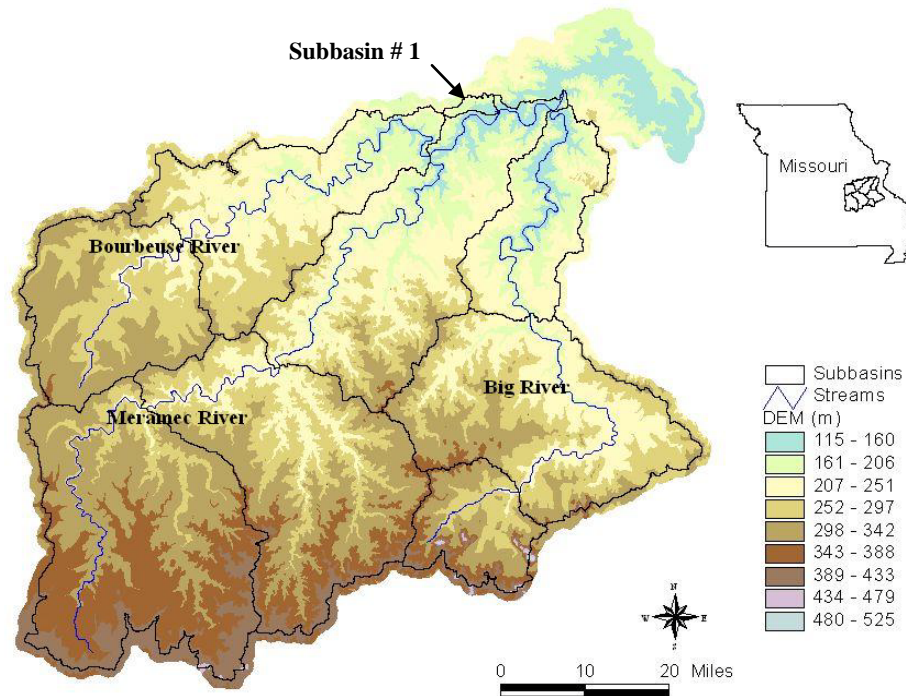 Subbasin # 1
Missouri
Bourbeuse River
Meramec River
Big River
Subbasins
Streams
DEM (m)
115 - 160
161 - 206
207 - 251
252 - 297
298 - 342
343 - 388
389 - 433
434 - 479
480 - 525
N
W E
S
0 10 20 Miles